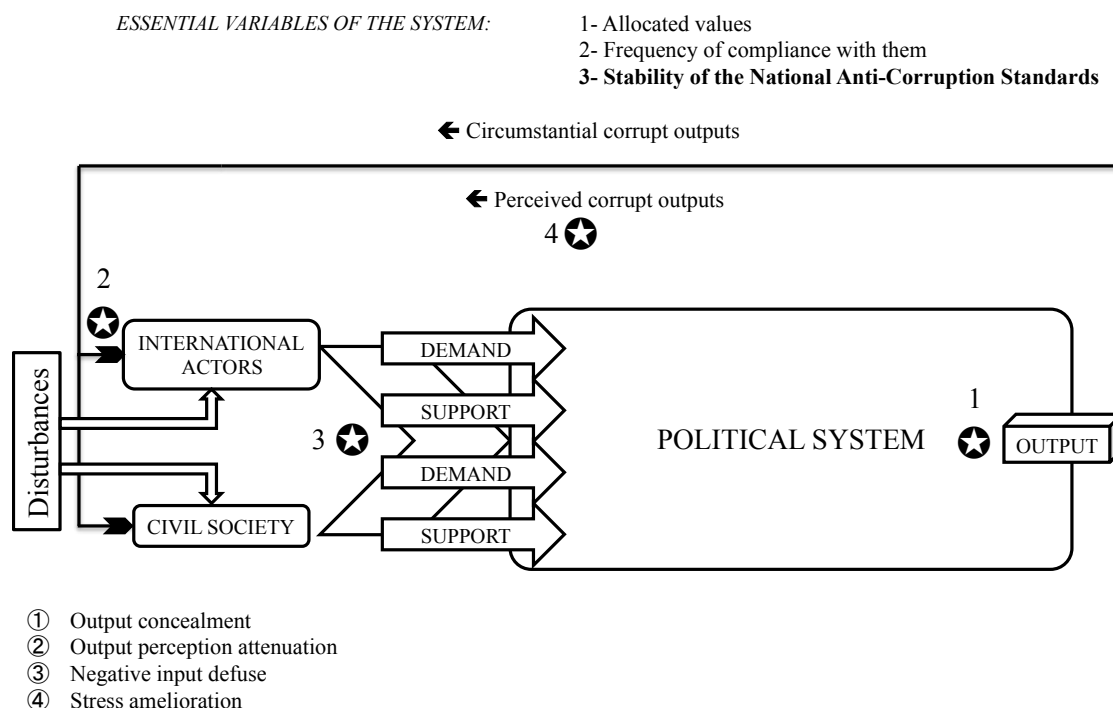 ESSENTIAL VARIABLES OF THE SYSTEM:
1- Allocated values
2- Frequency of compliance with them
3- Stability of the National Anti-Corruption Standards
🡸 Circumstantial corrupt outputs
🡸 Perceived corrupt outputs
4
2
INTERNATIONAL
ACTORS
DEMAND
SUPPORT
Disturbances
3
1
POLITICAL SYSTEM
OUTPUT
DEMAND
SUPPORT
CIVIL SOCIETY
① Output concealment
② Output perception attenuation
③ Negative input defuse
④ Stress amelioration